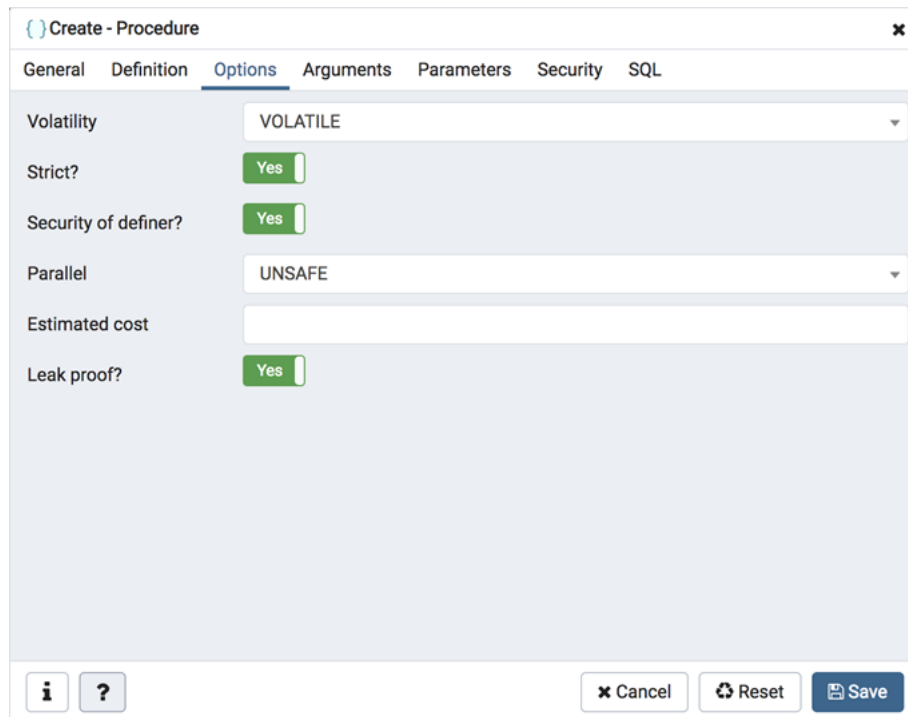 { } Create - Procedure
General Definition Options Arguments Parameters Security SQL
Volatility VOLATILE
Strict? Yes
Security of definer? Yes
Parallel UNSAFE
Estimated cost
Leak proof? Yes
i ? Cancel Reset Save